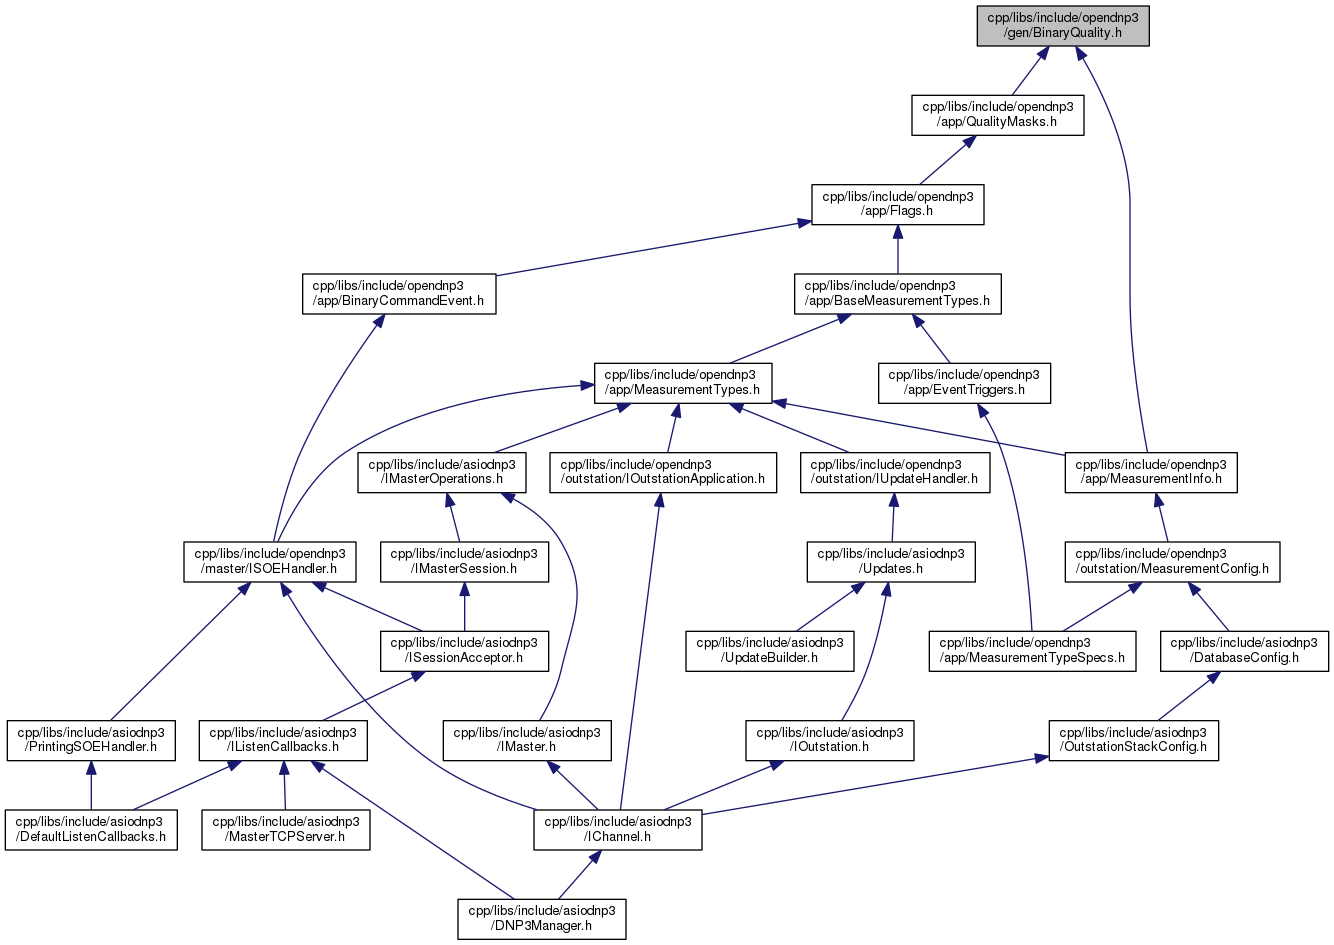 cpp/libs/include/opendnp3
/gen/BinaryQuality.h
cpp/libs/include/opendnp3
/app/QualityMasks.h
cpp/libs/include/opendnp3
/app/Flags.h
cpp/libs/include/opendnp3
/app/BinaryCommandEvent.h
cpp/libs/include/opendnp3
/app/BaseMeasurementTypes.h
cpp/libs/include/opendnp3
/app/MeasurementTypes.h
cpp/libs/include/opendnp3
/app/EventTriggers.h
cpp/libs/include/asiodnp3
/IMasterOperations.h
cpp/libs/include/opendnp3
/outstation/IOutstationApplication.h
cpp/libs/include/opendnp3
/outstation/IUpdateHandler.h
cpp/libs/include/opendnp3
/app/MeasurementInfo.h
cpp/libs/include/opendnp3
/master/ISOEHandler.h
cpp/libs/include/asiodnp3
/IMasterSession.h
cpp/libs/include/asiodnp3
/Updates.h
cpp/libs/include/opendnp3
/outstation/MeasurementConfig.h
cpp/libs/include/asiodnp3
/ISessionAcceptor.h
cpp/libs/include/asiodnp3
/UpdateBuilder.h
cpp/libs/include/opendnp3
/app/MeasurementTypeSpecs.h
cpp/libs/include/asiodnp3
/DatabaseConfig.h
cpp/libs/include/asiodnp3
/PrintingSOEHandler.h
cpp/libs/include/asiodnp3
/IListenCallbacks.h
cpp/libs/include/asiodnp3
/IMaster.h
cpp/libs/include/asiodnp3
/IOutstation.h
cpp/libs/include/asiodnp3
/OutstationStackConfig.h
cpp/libs/include/asiodnp3
/DefaultListenCallbacks.h
cpp/libs/include/asiodnp3
/MasterTCPServer.h
cpp/libs/include/asiodnp3
/IChannel.h
cpp/libs/include/asiodnp3
/DNP3Manager.h